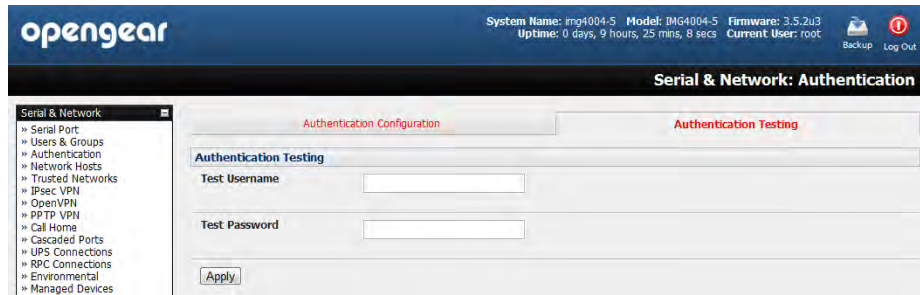 opengear
System Name: img4004-5 Model: IMG4004-5 Firmware: 3.5.2u3
Uptime: 0 days, 9 hours, 25 mins, 8 secs Current User: root
Backup
Log Out
Serial & Network: Authentication
Serial & Network
» Serial Port
» Users & Groups
» Authentication
» Network Hosts
» Trusted Networks
» IPsec VPN
» OpenVPN
» PPTP VPN
» Call Home
» Cascaded Ports
» UPS Connections
» RPC Connections
» Environmental
» Managed Devices
Authentication Configuration
Authentication Testing
Authentication Testing
Test Username
Test Password
Apply